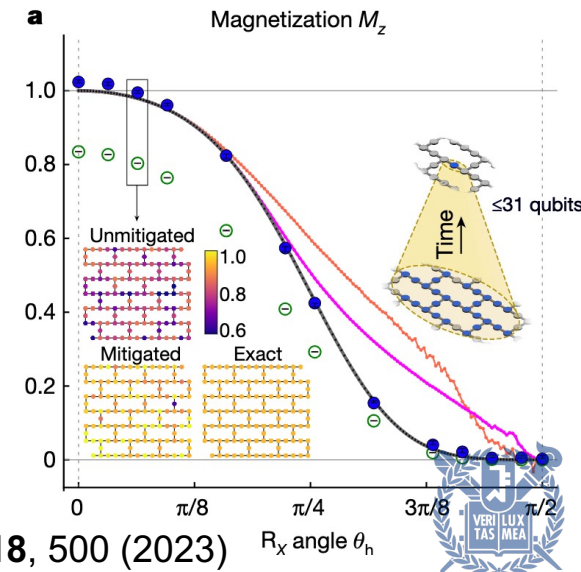 a
Magnetization Mz
1.0
0.8
0.6
0.4
0.2
0
≤31 qubits
Time
Unmitigated
1.0
0.8
0.6
Mitigated
Exact
0
π/8
π/4
3π/8
π/2
18, 500 (2023)
Rx angle θh
VERI LUX
TAS MEA